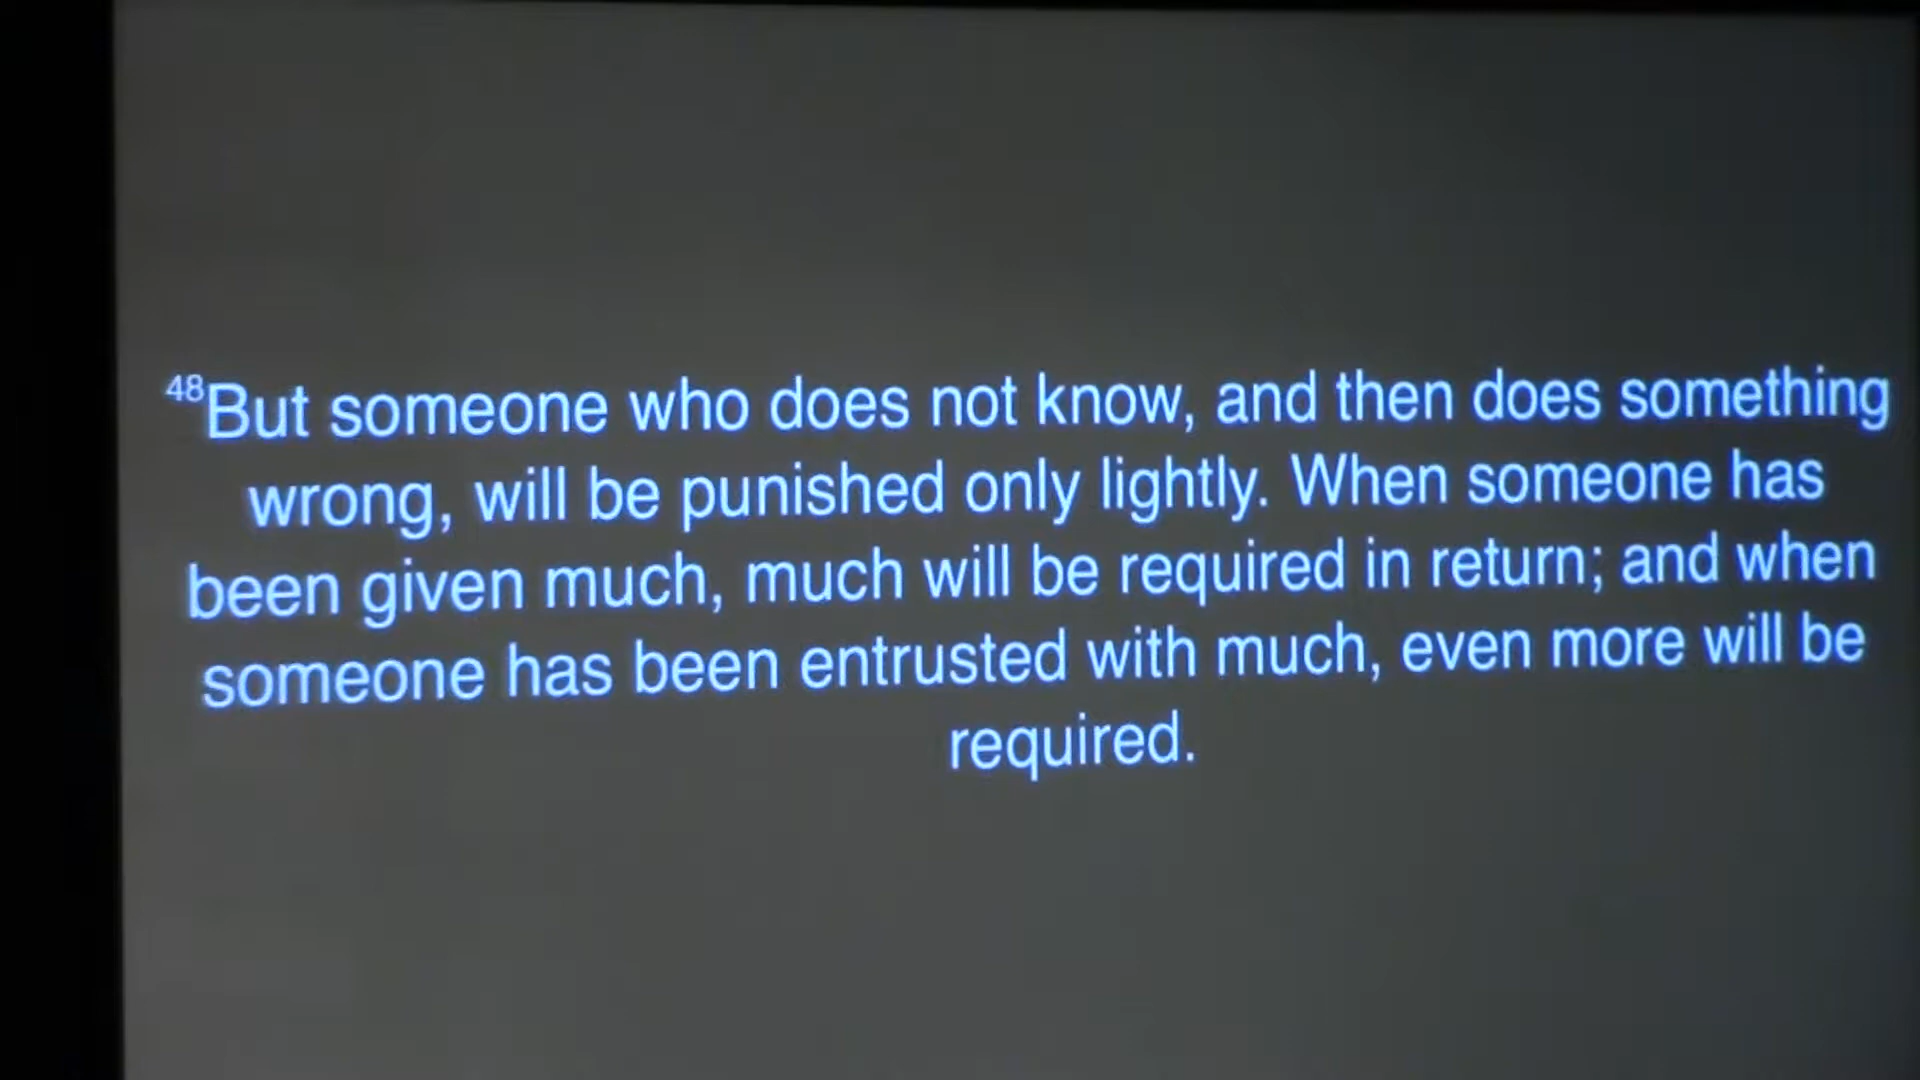 48But someone who does not know, and then does something
wrong, will be punished only lightly. When someone has
been given much, much will be required in return; and when
someone has been entrusted with much, even more will be
required.